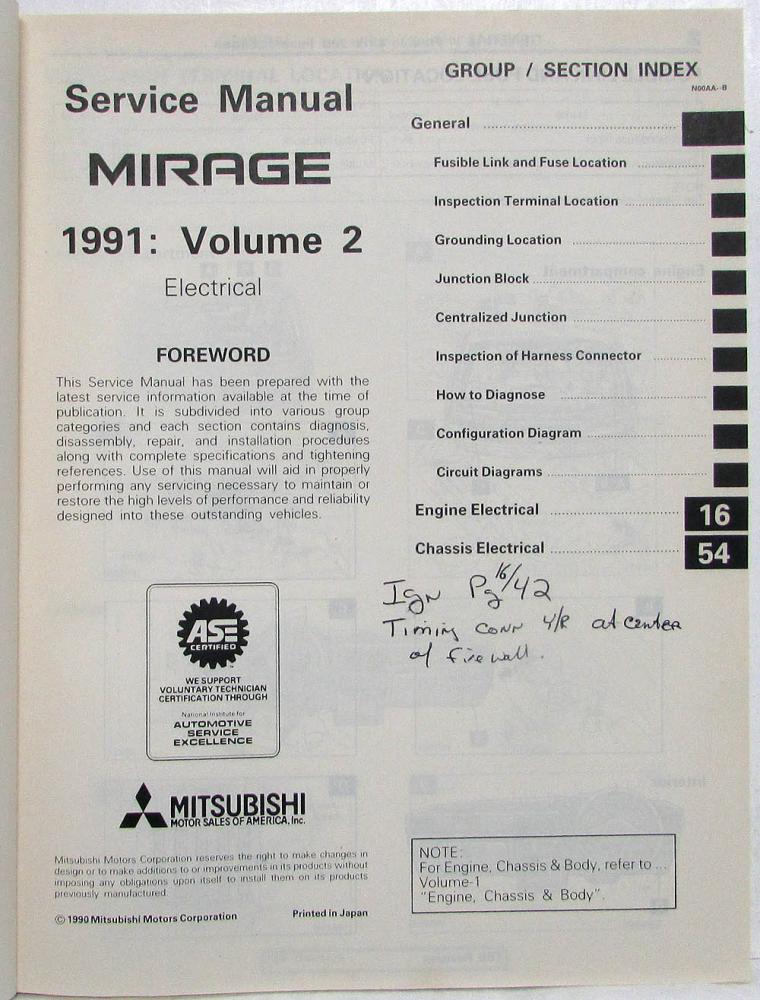 Service Manual
MIRAGE
1991: Volume 2
Electrical
FOREWORD
This Service Manual has been prepared with the
latest service information available at the time of
publication. It is subdivided into various group
categories and each section contains diagnosis,
disassembly, repair, and installation procedures
along with complete specifications and tightening
references. Use of this manual will aid in properly
performing any servicing necessary to maintain or
restore the high levels of performance and reliability
designed into these outstanding vehicles.
ASE
CERTIFIED
WE SUPPORT
VOLUNTARY TECHNICIAN
CERTIFICATION THROUGH
National Institute for
AUTOMOTIVE
SERVICE
EXCELLENCE
MITSUBISHI
MOTOR SALES OF AMERICA, Inc.
Mitsubishi Motors Corporation reserves the right to make changes in
design or to make additions to or improvements in its products without
imposing any obligations upon itself to install them on its products
previously manufactured.
© 1990 Mitsubishi Motors Corporation Printed in Japan
GROUP / SECTION INDEX
N00AA--B
General
Fusible Link and Fuse Location
Inspection Terminal Location
Grounding Location
Junction Block
Centralized Junction
Inspection of Harness Connector
How to Diagnose
Configuration Diagram
Circuit Diagrams
Engine Electrical 16
Chassis Electrical 54
Ign Pg 16/42
Timing conn Y/R at center
of firewall.
NOTE:
For Engine, Chassis & Body, refer to ...
Volume-1
"Engine, Chassis & Body".